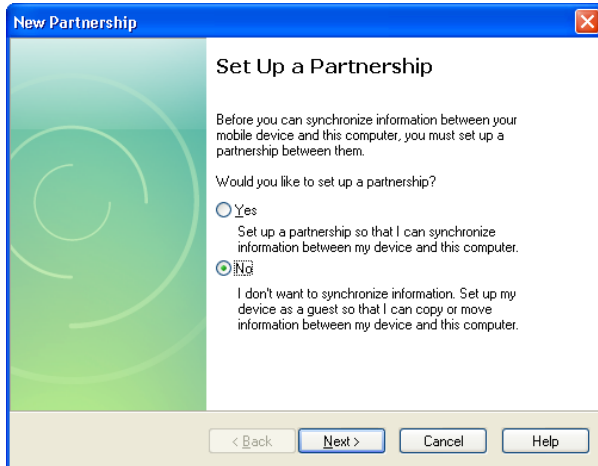 New Partnership
Set Up a Partnership
Before you can synchronize information between your
mobile device and this computer, you must set up a
partnership between them.
Would you like to set up a partnership?
Yes
Set up a partnership so that I can synchronize
information between my device and this computer.
No
I don't want to synchronize information. Set up my
device as a guest so that I can copy or move
information between my device and this computer.
< Back Next > Cancel Help